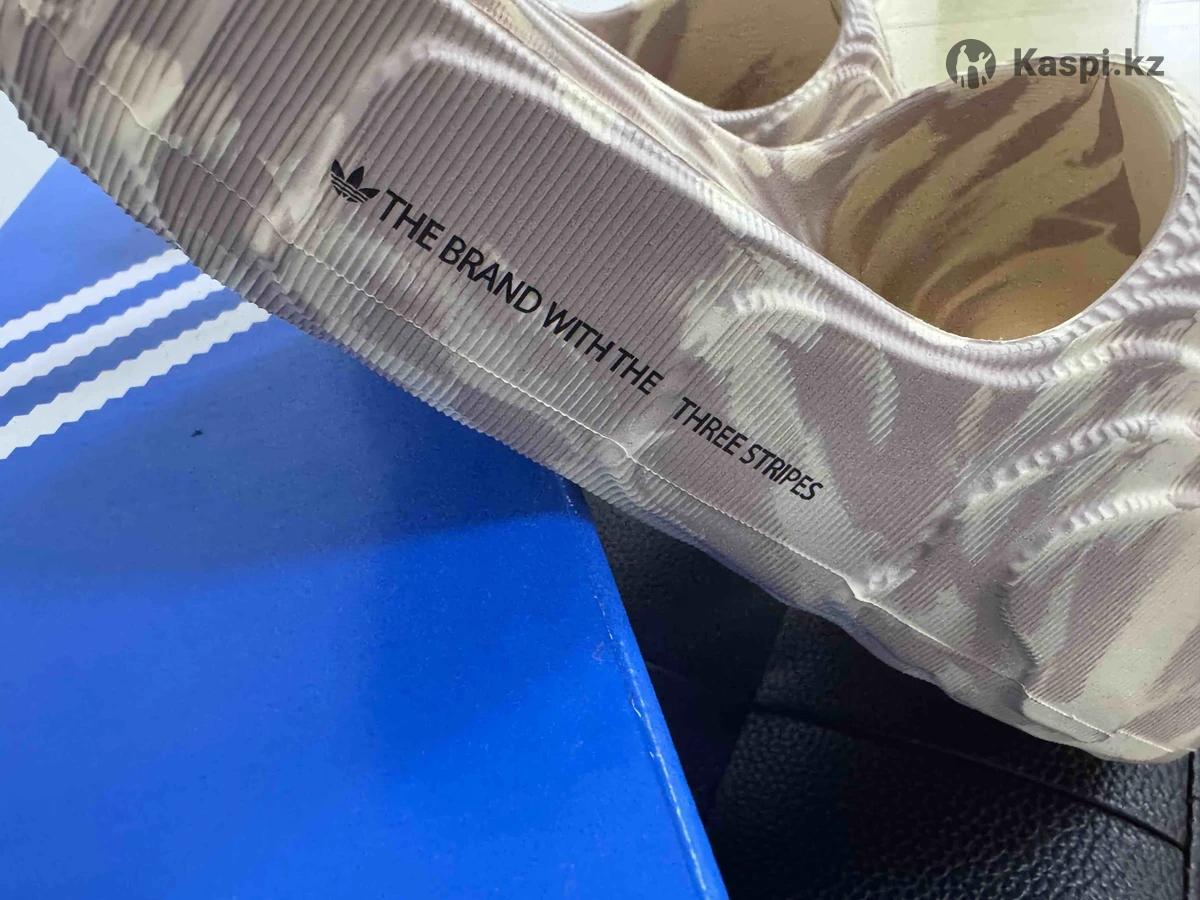 Kaspi.kz
THE BRAND WITH THE THREE STRIPES